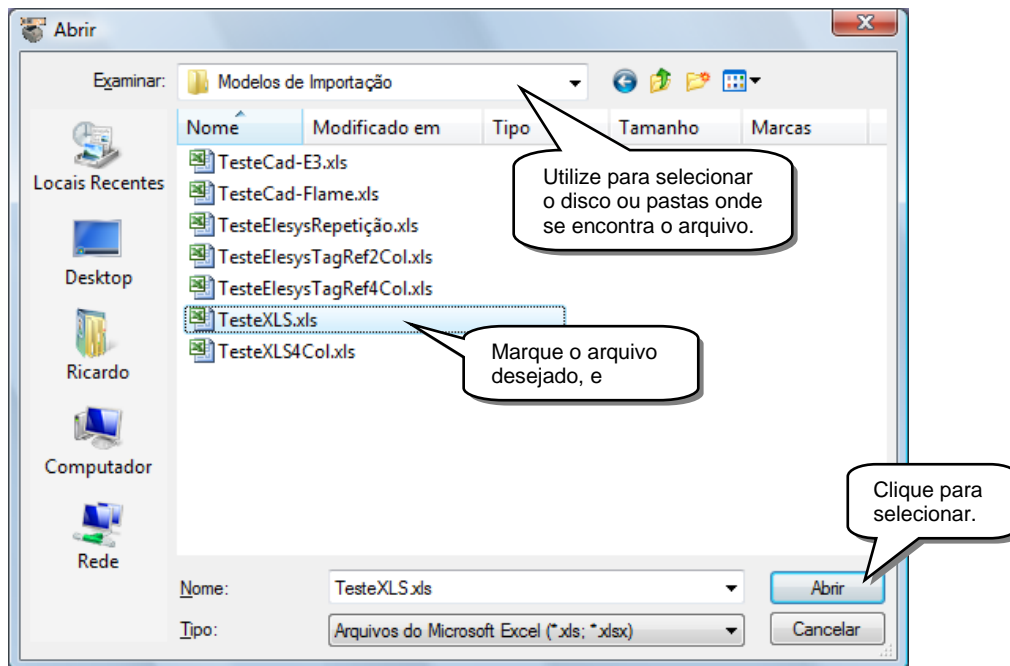 Abrir
Examinar: Modelos de Importação
Nome Modificado em Tipo Tamanho Marcas
Utilize para selecionar
o disco ou pastas onde
se encontra o arquivo.
Locais Recentes
Desktop
Ricardo
Computador
Rede
TesteCad-E3.xls
TesteCad-Flame.xls
TesteElesysRepetição.xls
TesteElesysTagRef2Col.xls
TesteElesysTagRef4Col.xls
TesteXLS.xls
TesteXLS4Col.xls
Marque o arquivo
desejado, e
Clique para
selecionar.
Nome: TesteXLS.xls Abrir
Tipo: Arquivos do Microsoft Excel (*.xls; *.xlsx) Cancelar